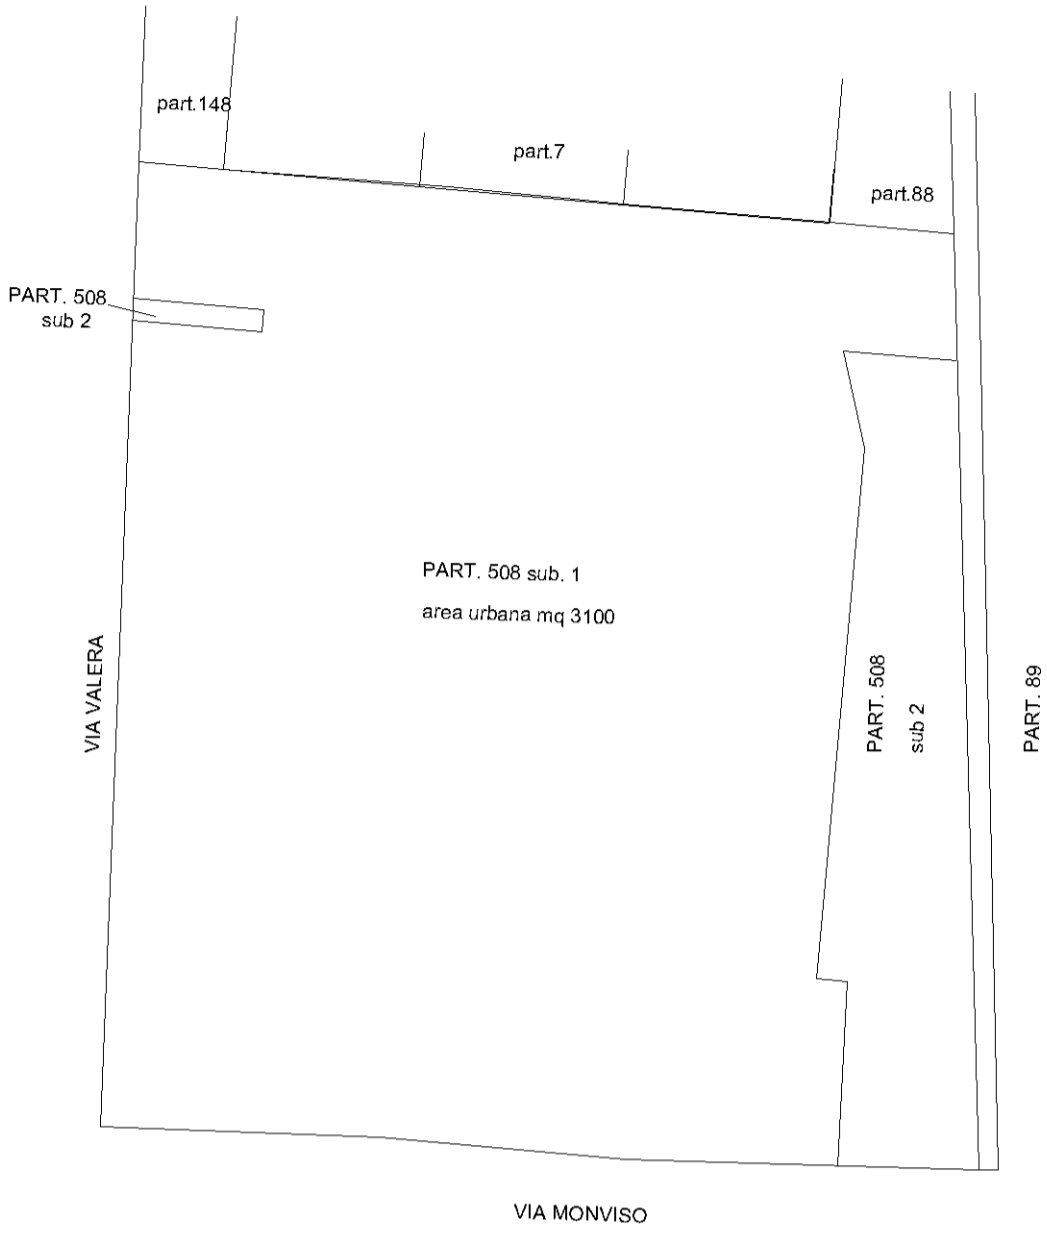 part.148
part.7
part.88
PART. 508
sub 2
PART. 508 sub. 1
area urbana mq 3100
VIA VALERA
PART. 508
sub 2
PART. 89
VIA MONVISO